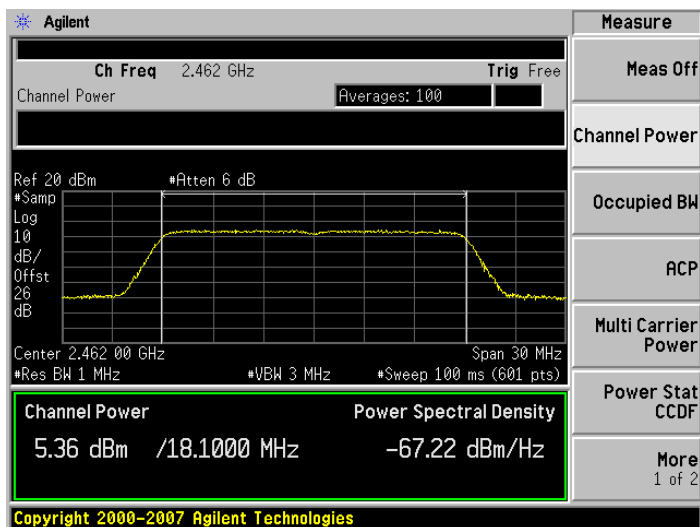 Agilent
Measure
Ch Freq 2.462 GHz Trig Free
Channel Power Averages: 100
Ref 20 dBm #Atten 6 dB
#Samp
Log
10
dB/
Offst
26
dB
Center 2.462 00 GHz Span 30 MHz
#Res BW 1 MHz #VBW 3 MHz #Sweep 100 ms (601 pts)
Channel Power Power Spectral Density
5.36 dBm /18.1000 MHz -67.22 dBm/Hz
Copyright 2000-2007 Agilent Technologies
Meas Off
Channel Power
Occupied BW
ACP
Multi Carrier
Power
Power Stat
CCDF
More
1 of 2